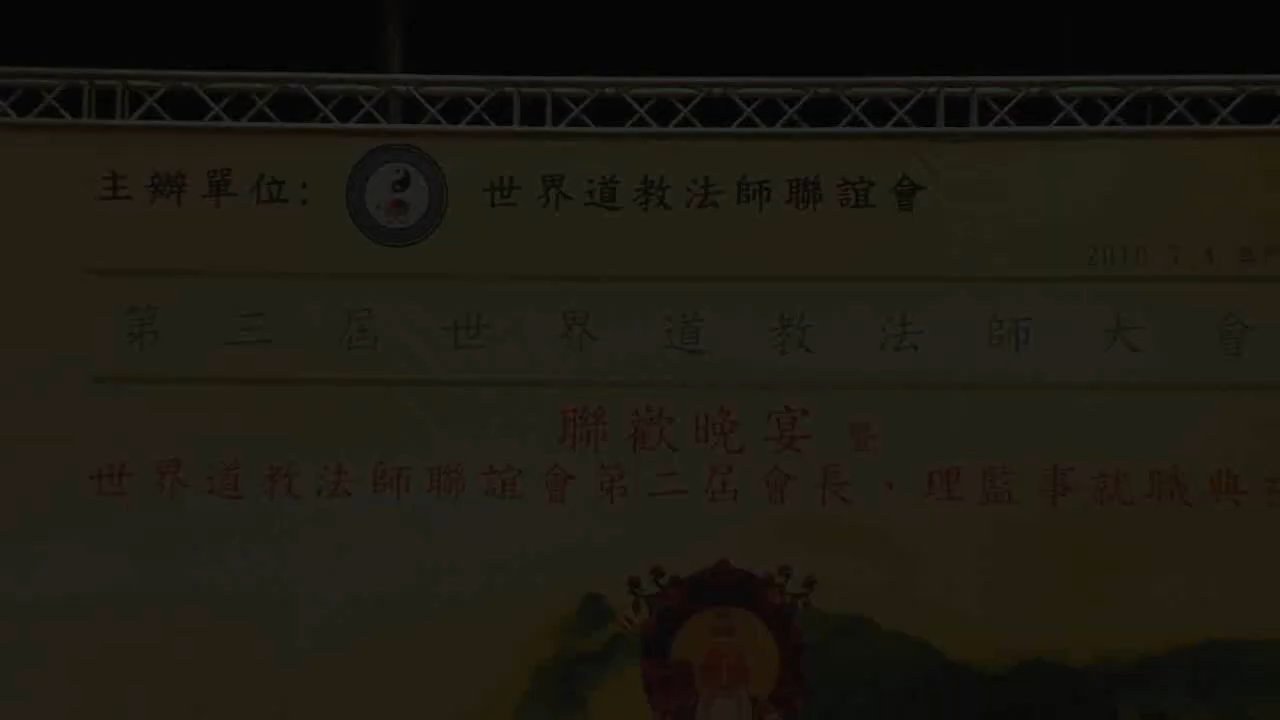 主辦單位: 世界道教法師聯誼會
第三屆世界道教法師大會
聯歡晚宴暨
世界道教法師聯誼會第二屆會長、理監事就職典